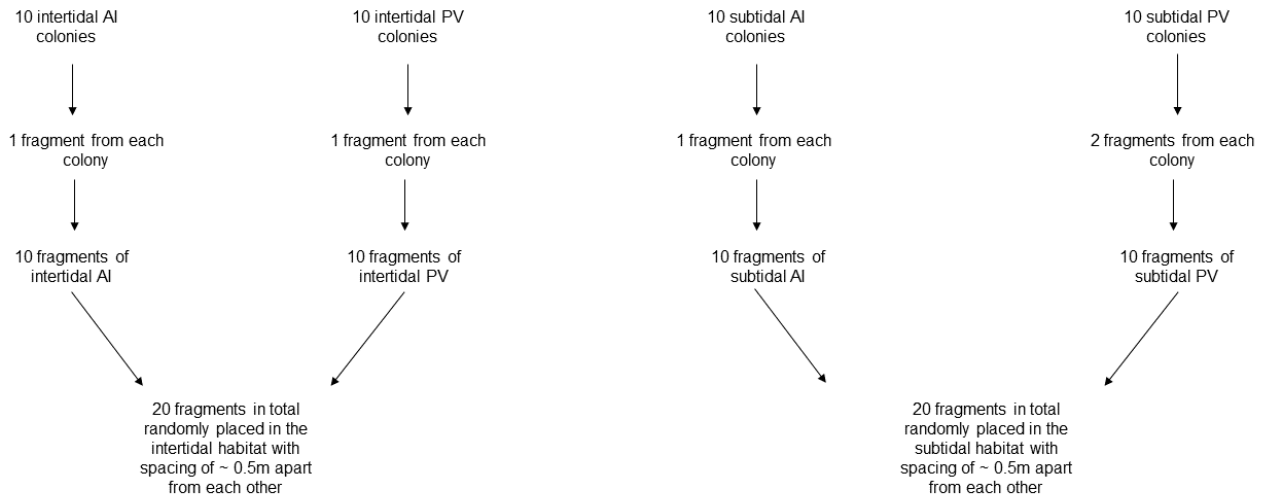 10 intertidal AI
colonies
10 intertidal PV
colonies
10 subtidal AI
colonies
10 subtidal PV
colonies
1 fragment from each
colony
1 fragment from each
colony
1 fragment from each
colony
2 fragments from each
colony
10 fragments of
intertidal AI
10 fragments of
intertidal PV
10 fragments of
subtidal AI
10 fragments of
subtidal PV
20 fragments in total
randomly placed in the
intertidal habitat with
spacing of ~ 0.5m apart
from each other
20 fragments in total
randomly placed in the
subtidal habitat with
spacing of ~ 0.5m apart
from each other